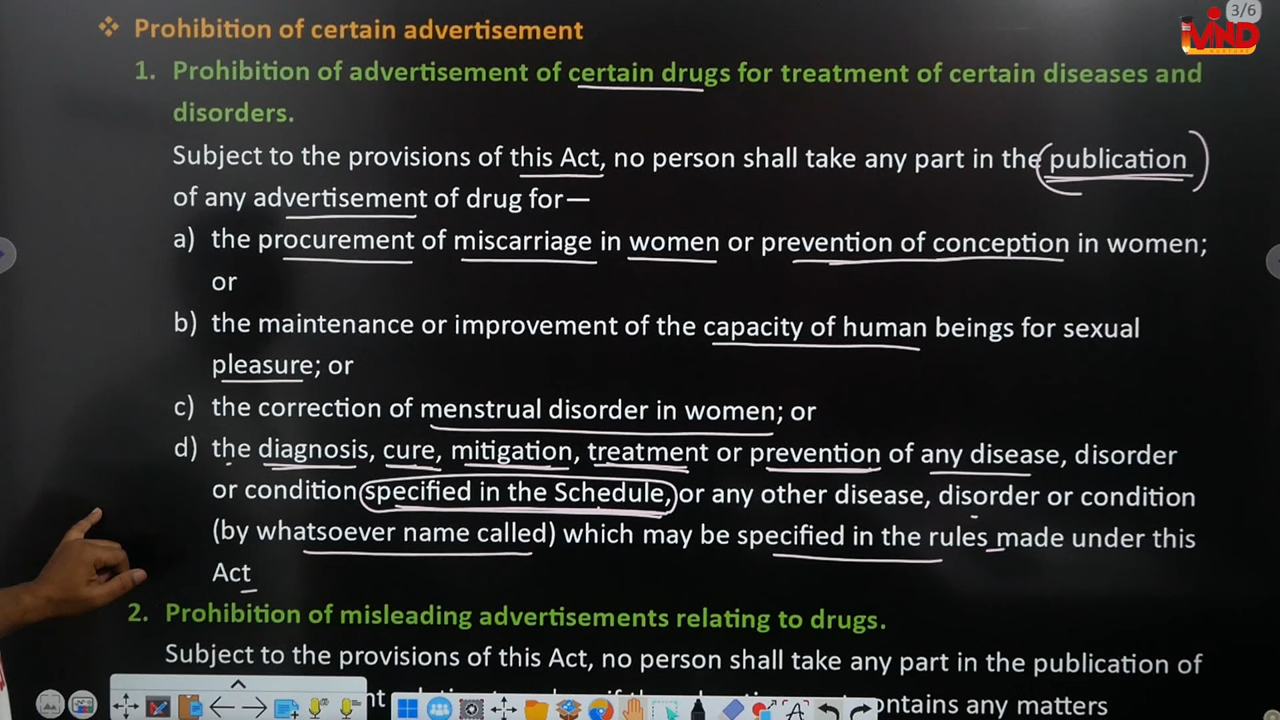 3/6
MIND
NURTURE
❖ Prohibition of certain advertisement
1. Prohibition of advertisement of certain drugs for treatment of certain diseases and
disorders.
Subject to the provisions of this Act, no person shall take any part in the publication
of any advertisement of drug for—
a) the procurement of miscarriage in women or prevention of conception in women;
or
b) the maintenance or improvement of the capacity of human beings for sexual
pleasure; or
c) the correction of menstrual disorder in women; or
d) the diagnosis, cure, mitigation, treatment or prevention of any disease, disorder
or condition specified in the Schedule, or any other disease, disorder or condition
(by whatsoever name called) which may be specified in the rules made under this
Act
2. Prohibition of misleading advertisements relating to drugs.
Subject to the provisions of this Act, no person shall take any part in the publication of
contains any matters